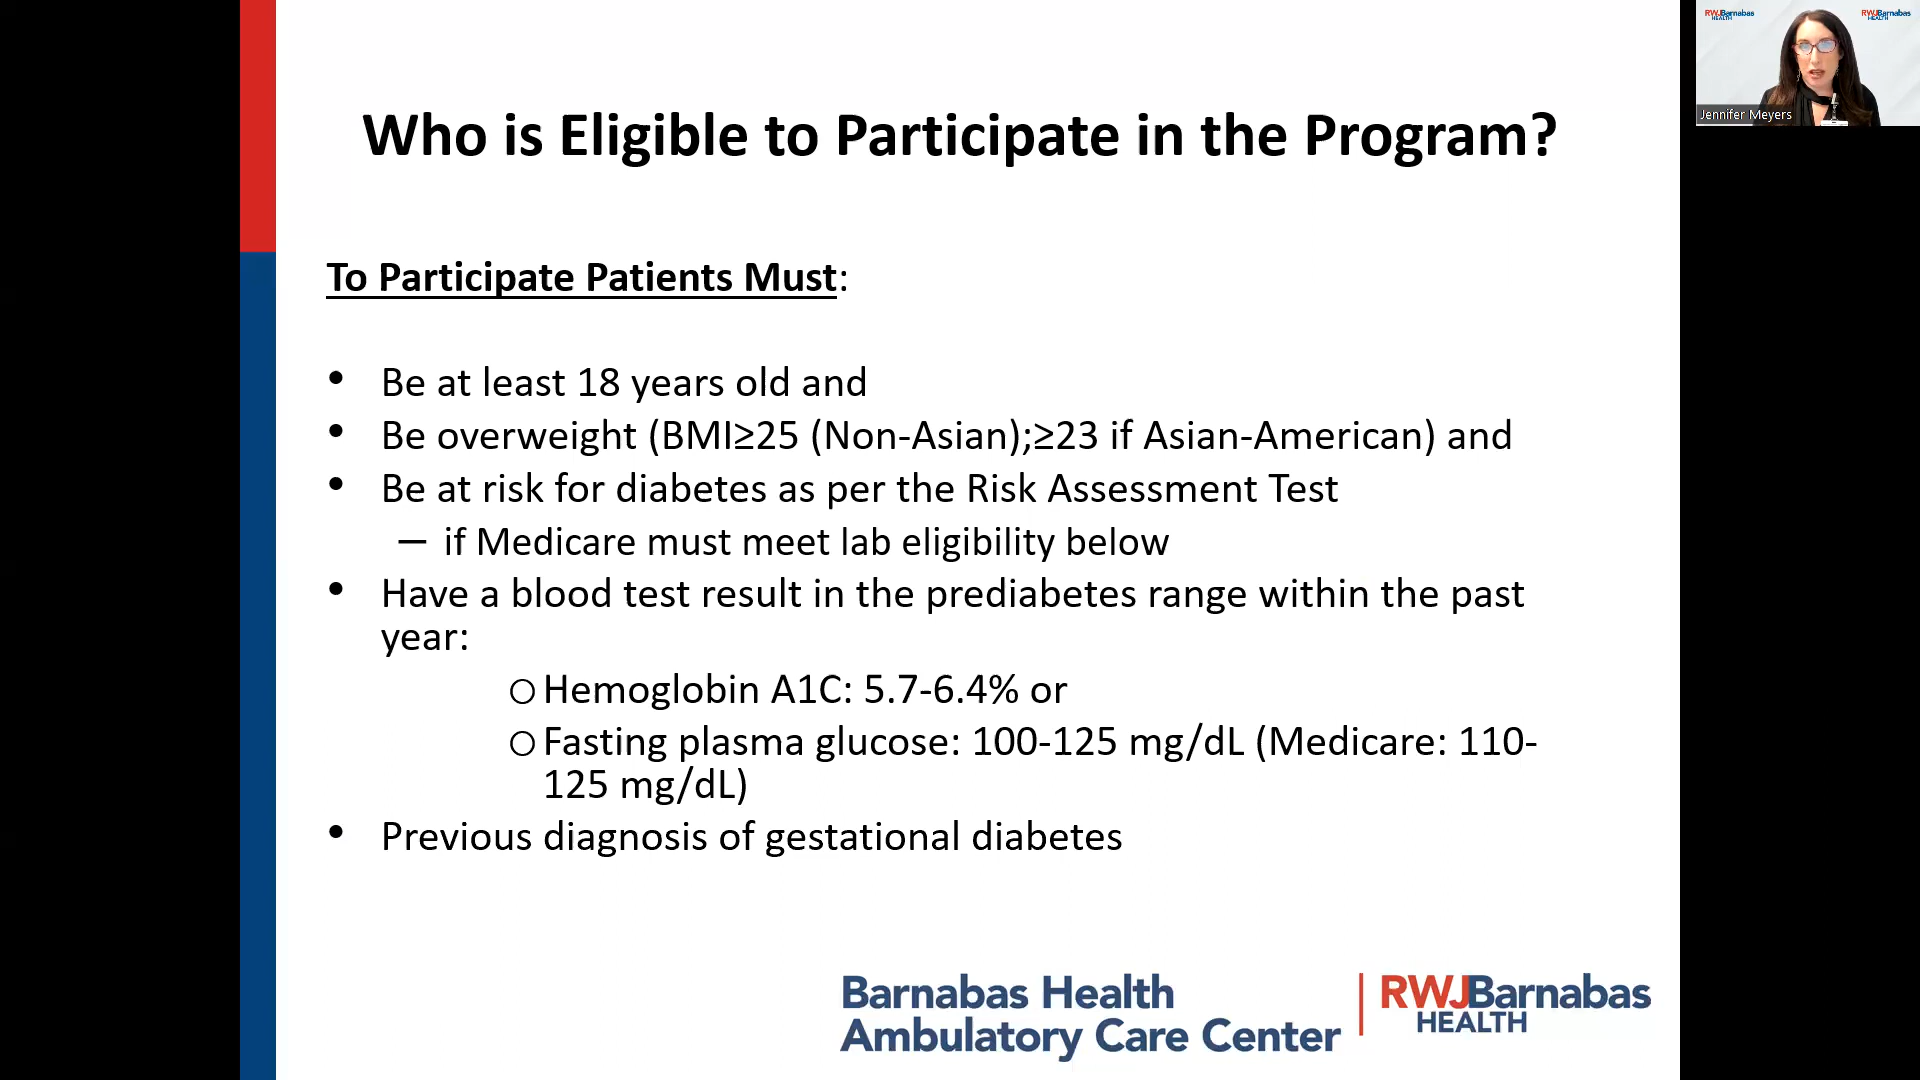 Who is Eligible to Participate in the Program?
To Participate Patients Must:
• Be at least 18 years old and
• Be overweight (BMI≥25 (Non-Asian);≥23 if Asian-American) and
• Be at risk for diabetes as per the Risk Assessment Test
– if Medicare must meet lab eligibility below
• Have a blood test result in the prediabetes range within the past
year:
○ Hemoglobin A1C: 5.7-6.4% or
○ Fasting plasma glucose: 100-125 mg/dL (Medicare: 110-
125 mg/dL)
• Previous diagnosis of gestational diabetes
Barnabas Health
Ambulatory Care Center
RWJBarnabas
HEALTH
RWJBarnabas
HEALTH
RWJBarnabas
HEALTH
Jennifer Meyers